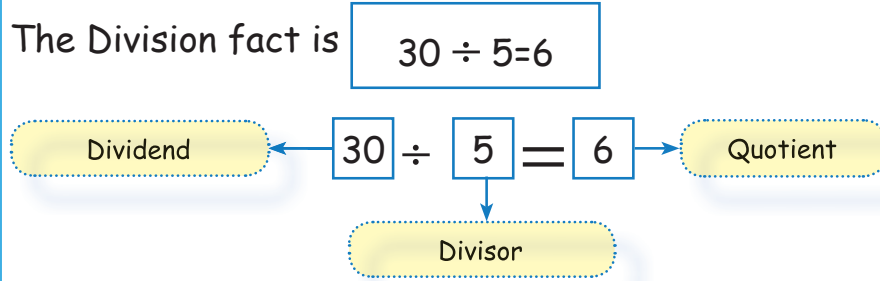 The Division fact is 30 ÷ 5=6
Dividend 30 ÷ 5 = 6 Quotient
Divisor